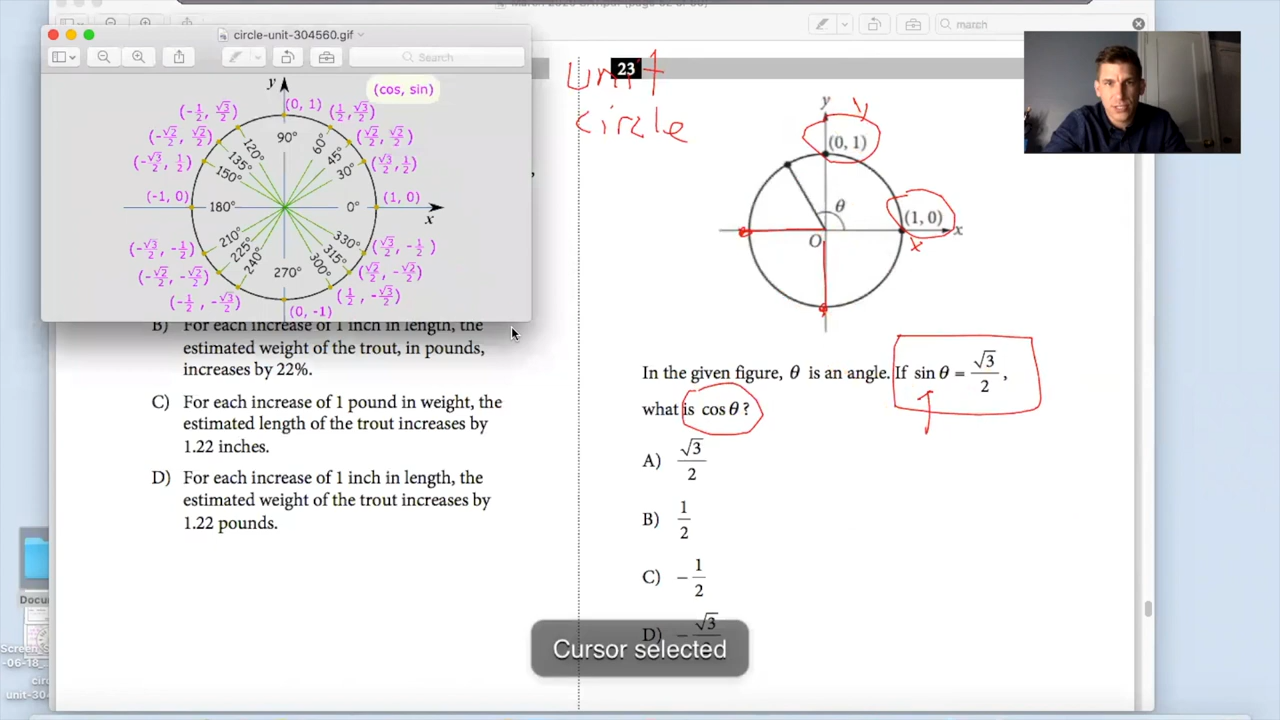 circle-unit-304560.gif
march
Search
(cos, sin)
y
(0, 1)
(-1/2, √3/2)
(1/2, √3/2)
(-√2/2, √2/2)
(√2/2, √2/2)
(-√3/2, 1/2)
(√3/2, 1/2)
90°
120°
60°
135°
45°
150°
30°
(-1, 0)
180°
0°
(1, 0)
x
210°
330°
225°
315°
240°
300°
270°
(-√3/2, -1/2)
(√3/2, -1/2)
(-√2/2, -√2/2)
(√2/2, -√2/2)
(-1/2, -√3/2)
(1/2, -√3/2)
(0, -1)
B) For each increase of 1 inch in length, the
estimated weight of the trout, in pounds,
increases by 22%.
C) For each increase of 1 pound in weight, the
estimated length of the trout increases by
1.22 inches.
D) For each increase of 1 inch in length, the
estimated weight of the trout increases by
1.22 pounds.
23
unit
circle
y
y
(0, 1)
θ
(1, 0)
O
x
x
In the given figure, θ is an angle. If sin θ = √3/2,
what is cos θ ?
A) √3/2
B) 1/2
C) -1/2
D) -√3
Cursor selected
Docum
Screen_S
-06-18_
circ
unit-304